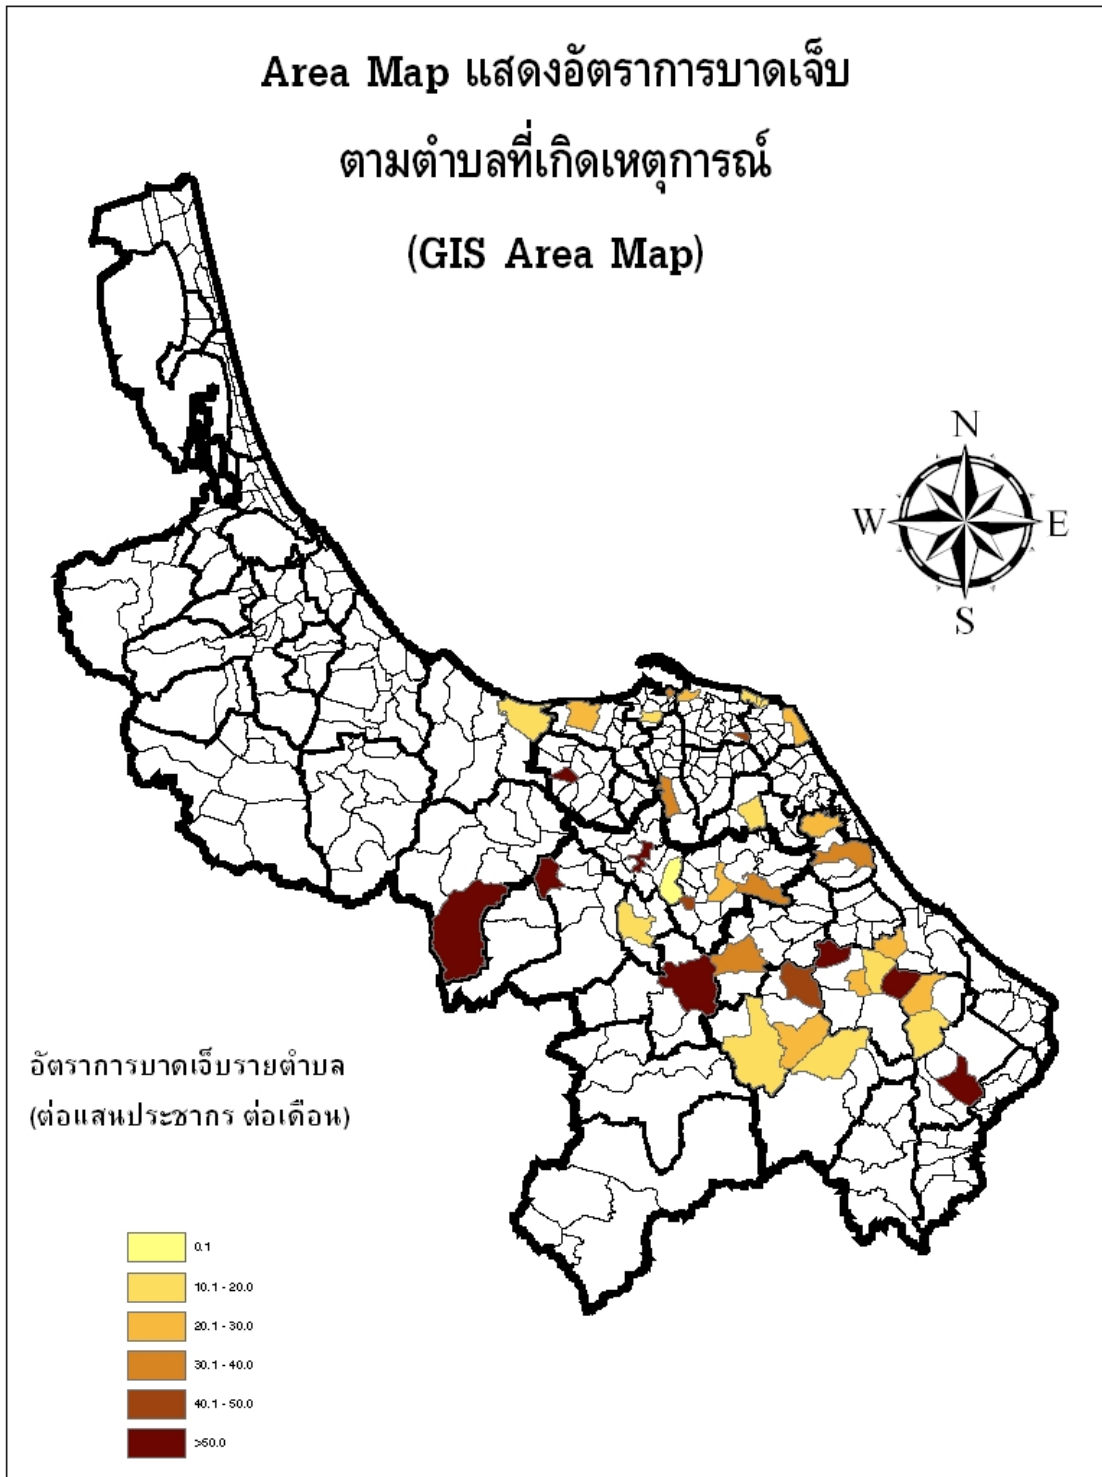 Area Map แสดงอัตราการบาดเจ็บ
ตามตำบลที่เกิดเหตุการณ์
(GIS Area Map)
N
W E
S
อัตราการบาดเจ็บรายตำบล
(ต่อแสนประชากร ต่อเดือน)
0.1
10.1 - 20.0
20.1 - 30.0
30.1 - 40.0
40.1 - 50.0
>50.0